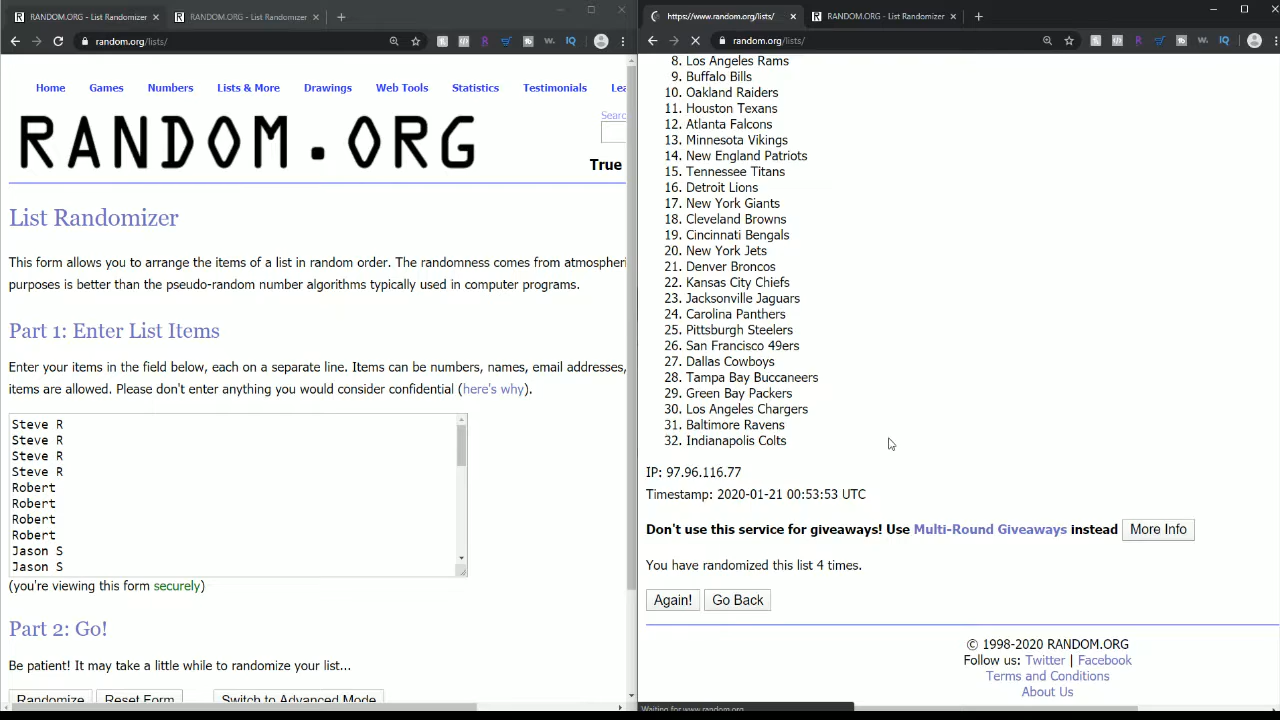 RANDOM.ORG - List Randomizer
RANDOM.ORG - List Randomizer
random.org/lists/
Home
Games
Numbers
Lists & More
Drawings
Web Tools
Statistics
Testimonials
Lea
RANDOM.ORG
Searc
True
List Randomizer
This form allows you to arrange the items of a list in random order. The randomness comes from atmospheri
purposes is better than the pseudo-random number algorithms typically used in computer programs.
Part 1: Enter List Items
Enter your items in the field below, each on a separate line. Items can be numbers, names, email addresses,
items are allowed. Please don't enter anything you would consider confidential (here's why).
Steve R
Steve R
Steve R
Steve R
Robert
Robert
Robert
Robert
Jason S
Jason S
(you're viewing this form securely)
Part 2: Go!
Be patient! It may take a little while to randomize your list...
Randomize
Reset Form
Switch to Advanced Mode
https://www.random.org/lists/
RANDOM.ORG - List Randomizer
random.org/lists/
8. Los Angeles Rams
9. Buffalo Bills
10. Oakland Raiders
11. Houston Texans
12. Atlanta Falcons
13. Minnesota Vikings
14. New England Patriots
15. Tennessee Titans
16. Detroit Lions
17. New York Giants
18. Cleveland Browns
19. Cincinnati Bengals
20. New York Jets
21. Denver Broncos
22. Kansas City Chiefs
23. Jacksonville Jaguars
24. Carolina Panthers
25. Pittsburgh Steelers
26. San Francisco 49ers
27. Dallas Cowboys
28. Tampa Bay Buccaneers
29. Green Bay Packers
30. Los Angeles Chargers
31. Baltimore Ravens
32. Indianapolis Colts
IP: 97.96.116.77
Timestamp: 2020-01-21 00:53:53 UTC
Don't use this service for giveaways! Use Multi-Round Giveaways instead
More Info
You have randomized this list 4 times.
Again!
Go Back
© 1998-2020 RANDOM.ORG
Follow us: Twitter | Facebook
Terms and Conditions
About Us
Waiting for www.random.org